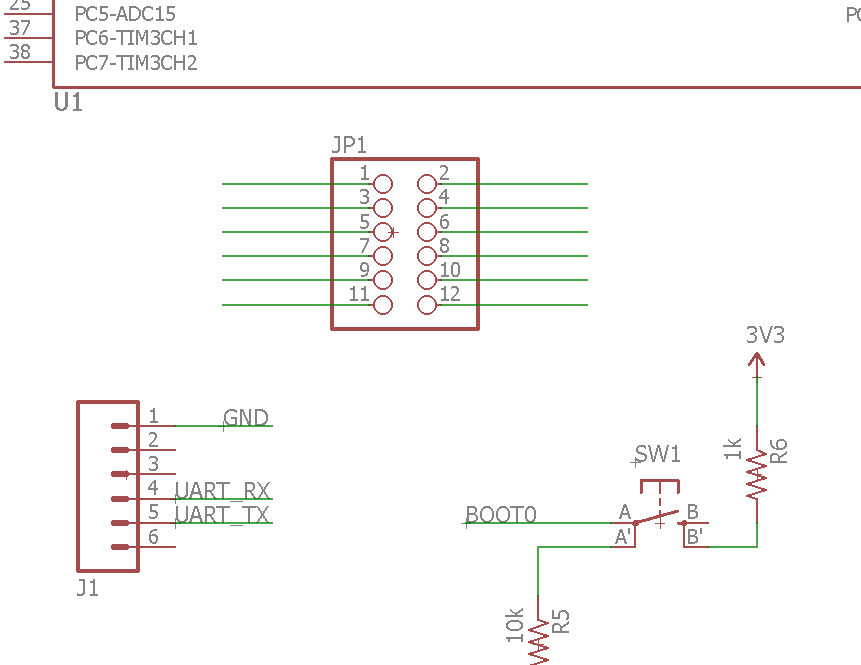 25 PC5-ADC15
37 PC6-TIM3CH1
38 PC7-TIM3CH2
U1
JP1
1 2
3 4
5 6
7 8
9 10
11 12
3V3
1 GND
2
3
4 UART_RX
5 UART_TX
6
J1
SW1
1k
R6
BOOT0
A B
A' B'
10k
R5